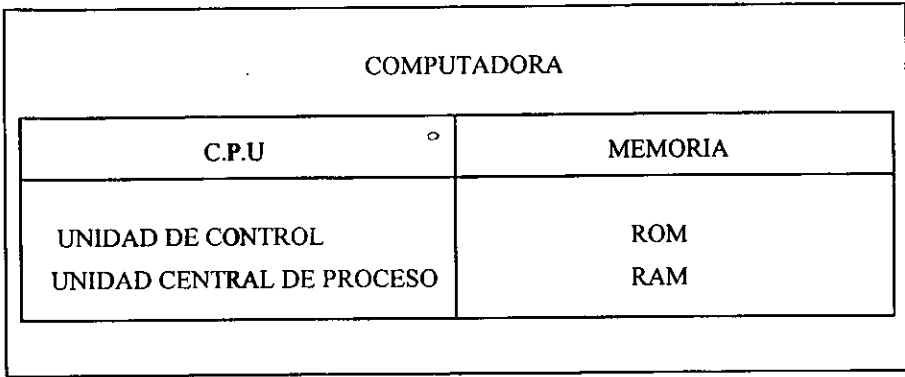 COMPUTADORA
C.P.U MEMORIA
UNIDAD DE CONTROL ROM
UNIDAD CENTRAL DE PROCESO RAM